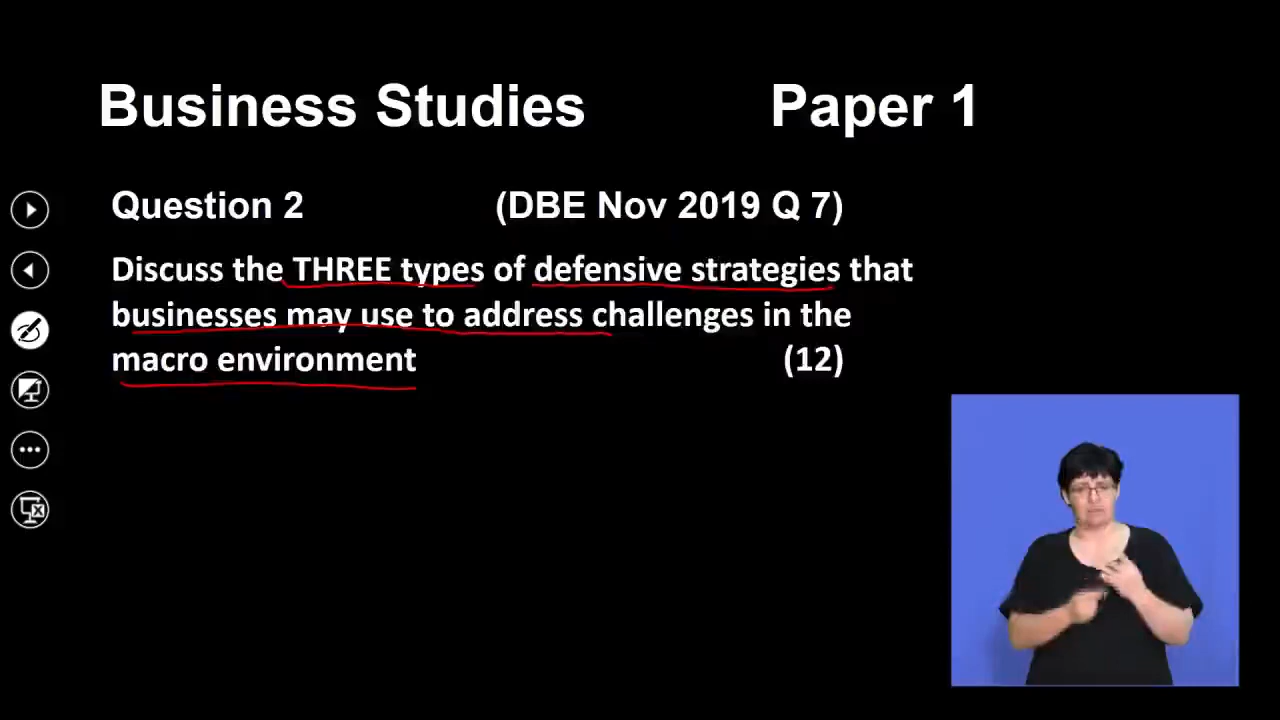 Business Studies Paper 1
Question 2 (DBE Nov 2019 Q 7)
Discuss the THREE types of defensive strategies that
businesses may use to address challenges in the
macro environment (12)